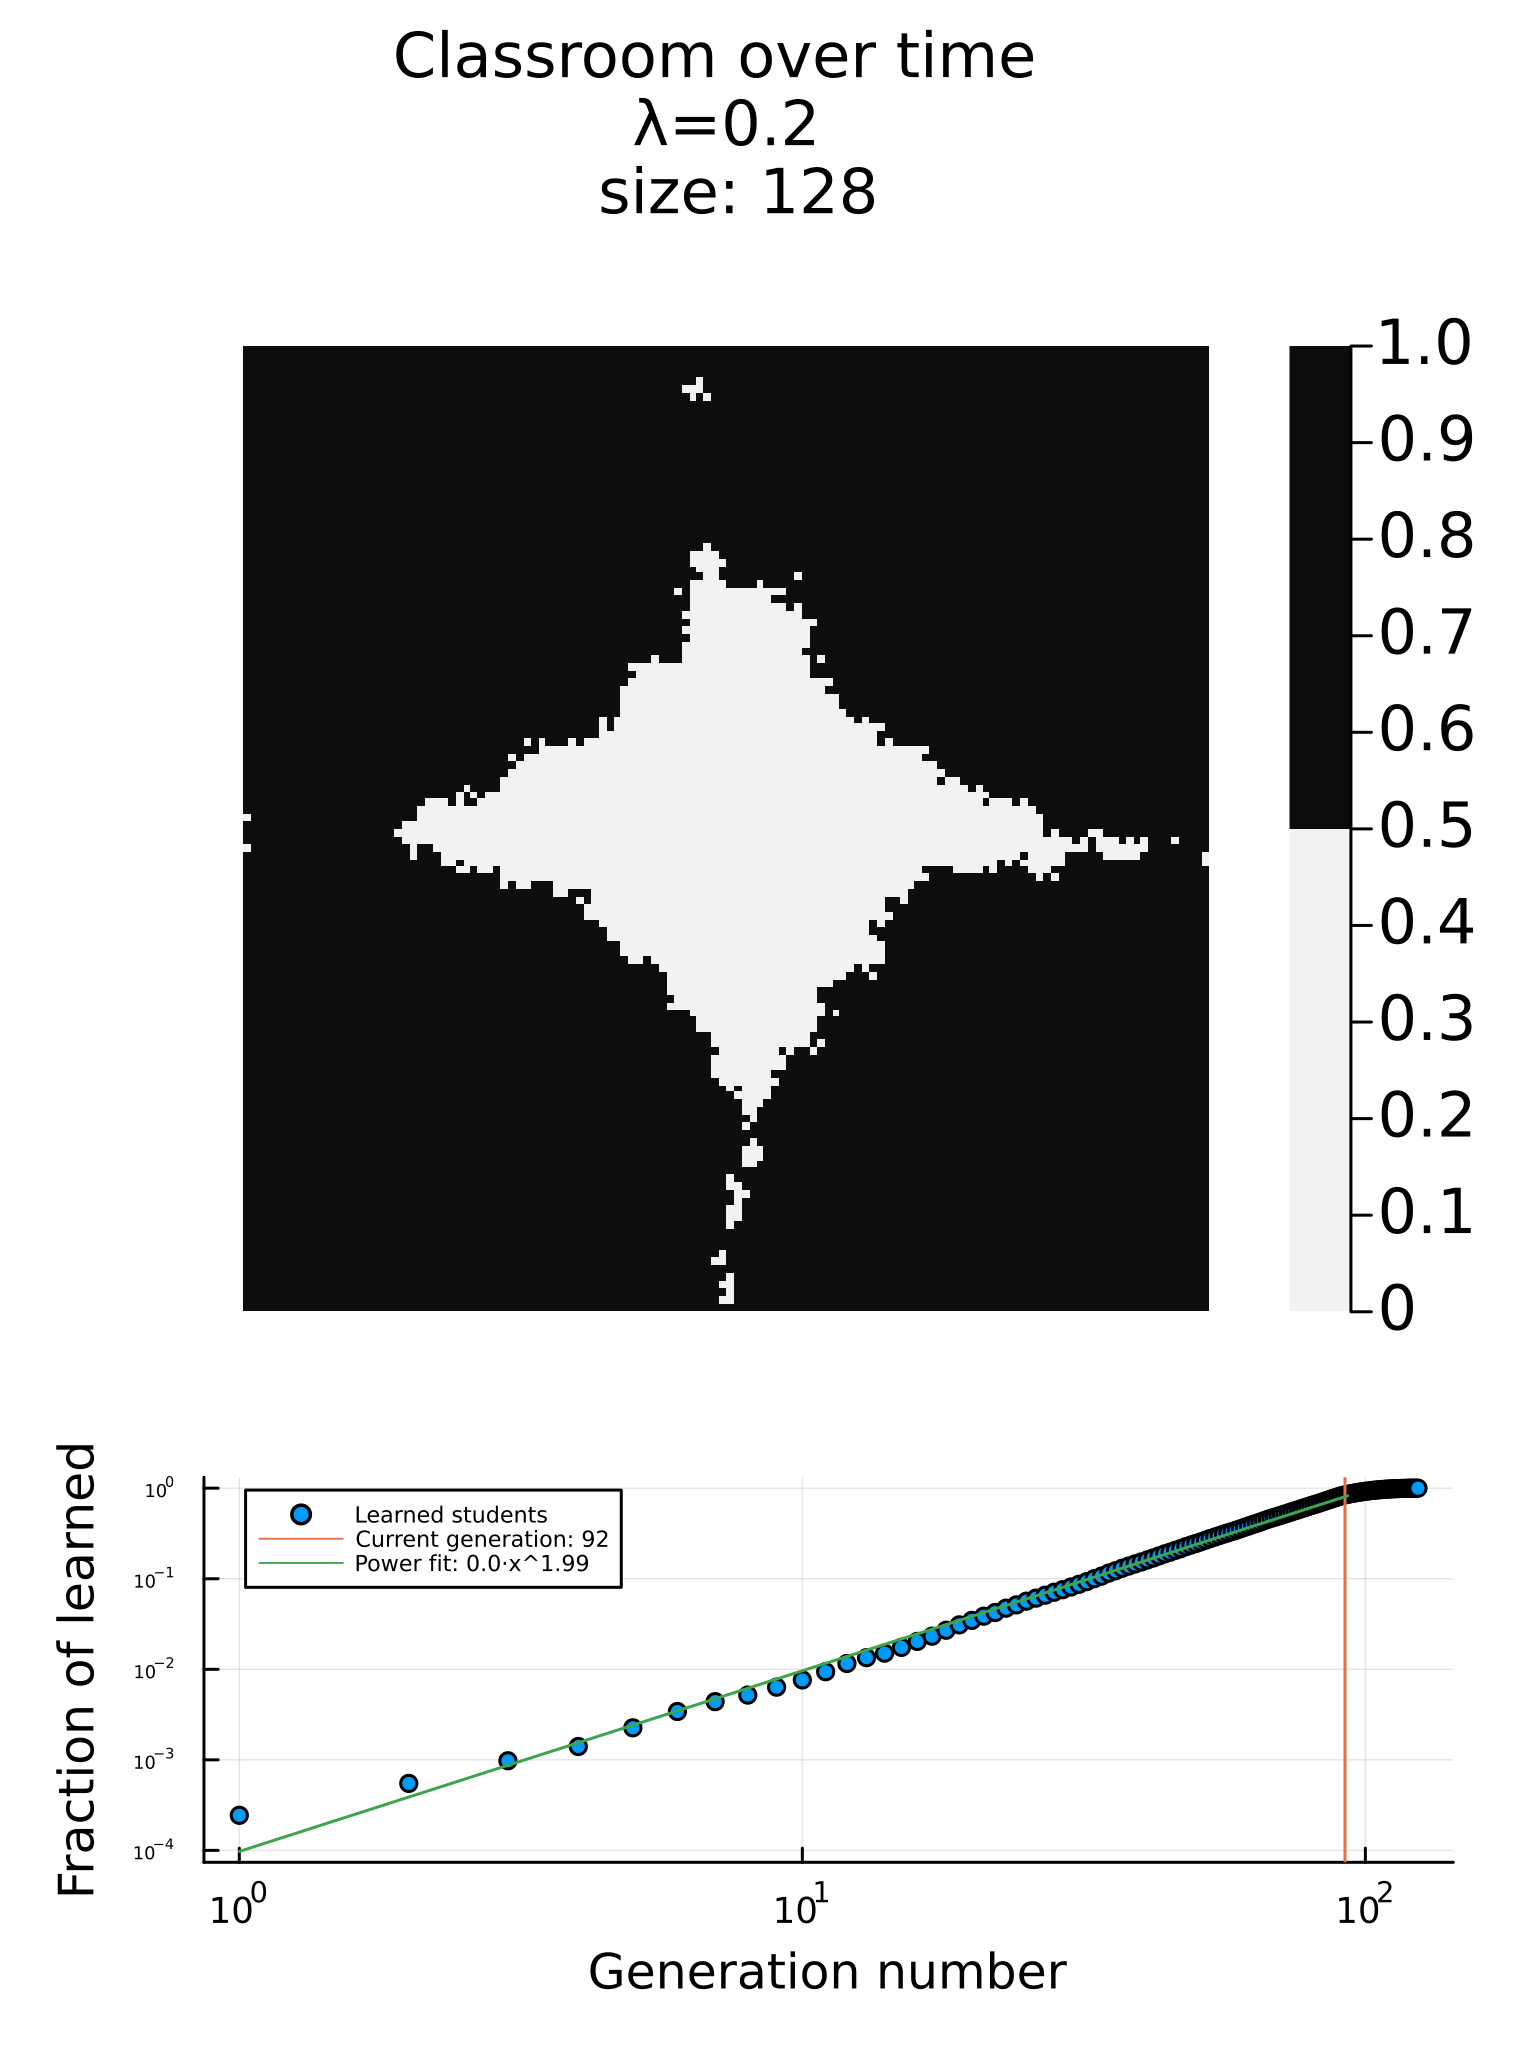 Classroom over time
λ=0.2
size: 128
1.0
0.9
0.8
0.7
0.6
0.5
0.4
0.3
0.2
0.1
0
Fraction of learned
10⁰
10⁻¹
10⁻²
10⁻³
10⁻⁴
Learned students
Current generation: 92
Power fit: 0.0·x^1.99
10⁰ 10¹ 10²
Generation number